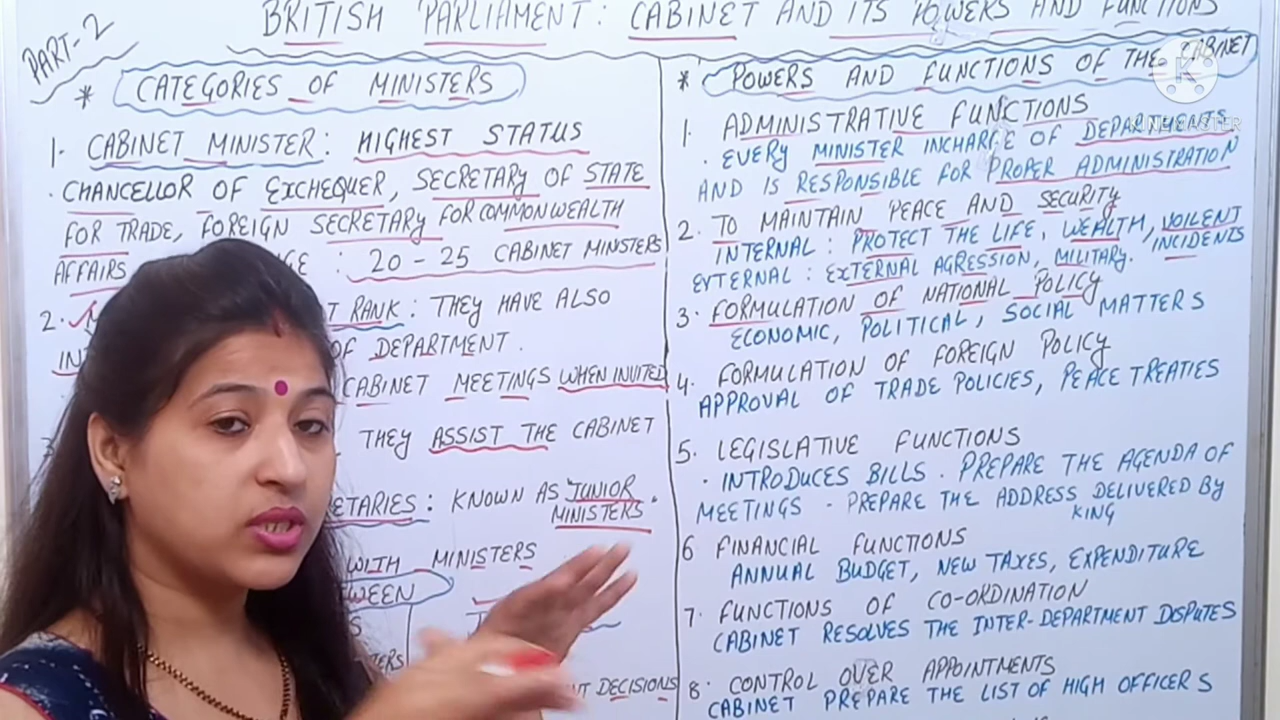 PART-2
BRITISH PARLIAMENT: CABINET AND ITS POWERS AND FUNCTIONS
* CATEGORIES OF MINISTERS
1. CABINET MINISTER: HIGHEST STATUS
· CHANCELLOR OF EXCHEQUER, SECRETARY OF STATE
FOR TRADE, FOREIGN SECRETARY FOR COMMONWEALTH
AFFAIRS : 20 - 25 CABINET MINSTERS
2. RANK: THEY HAVE ALSO
OF DEPARTMENT.
CABINET MEETINGS WHEN INVITED
THEY ASSIST THE CABINET
KNOWN AS JUNIOR
MINISTERS.
WITH MINISTERS
DECISIONS
* POWERS AND FUNCTIONS OF THE CABINET
1. ADMINISTRATIVE FUNCTIONS
· EVERY MINISTER INCHARGE OF DEPARTMENTS
AND IS RESPONSIBLE FOR PROPER ADMINISTRATION
2. TO MAINTAIN PEACE AND SECURITY
INTERNAL: PROTECT THE LIFE, WEALTH, VOILENT
INCIDENTS
EXTERNAL: EXTERNAL AGRESSION, MILITARY.
3. FORMULATION OF NATIONAL POLICY
ECONOMIC, POLITICAL, SOCIAL MATTERS
4. FORMULATION OF FOREIGN POLICY
APPROVAL OF TRADE POLICIES, PEACE TREATIES
5. LEGISLATIVE FUNCTIONS
· INTRODUCES BILLS. PREPARE THE AGENDA OF
MEETINGS - PREPARE THE ADDRESS DELIVERED BY
KING
6 FINANCIAL FUNCTIONS
ANNUAL BUDGET, NEW TAXES, EXPENDITURE
7. FUNCTIONS OF CO-ORDINATION
CABINET RESOLVES THE INTER-DEPARTMENT DISPUTES
8. CONTROL OVER APPOINTMENTS
CABINET PREPARE THE LIST OF HIGH OFFICERS
KINEMASTER